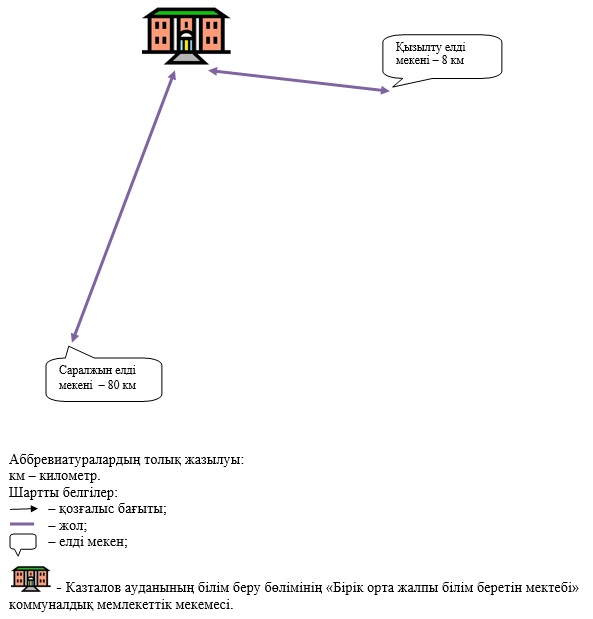 Қызылту елді
мекені – 8 км
Саралжын елді
мекені – 80 км
Аббревиатуралардың толық жазылуы:
км – километр.
Шартты белгілер:
– қозғалыс бағыты;
– жол;
– елді мекен;
- Казталов ауданының білім беру бөлімінің «Бірік орта жалпы білім беретін мектебі»
коммуналдық мемлекеттік мекемесі.